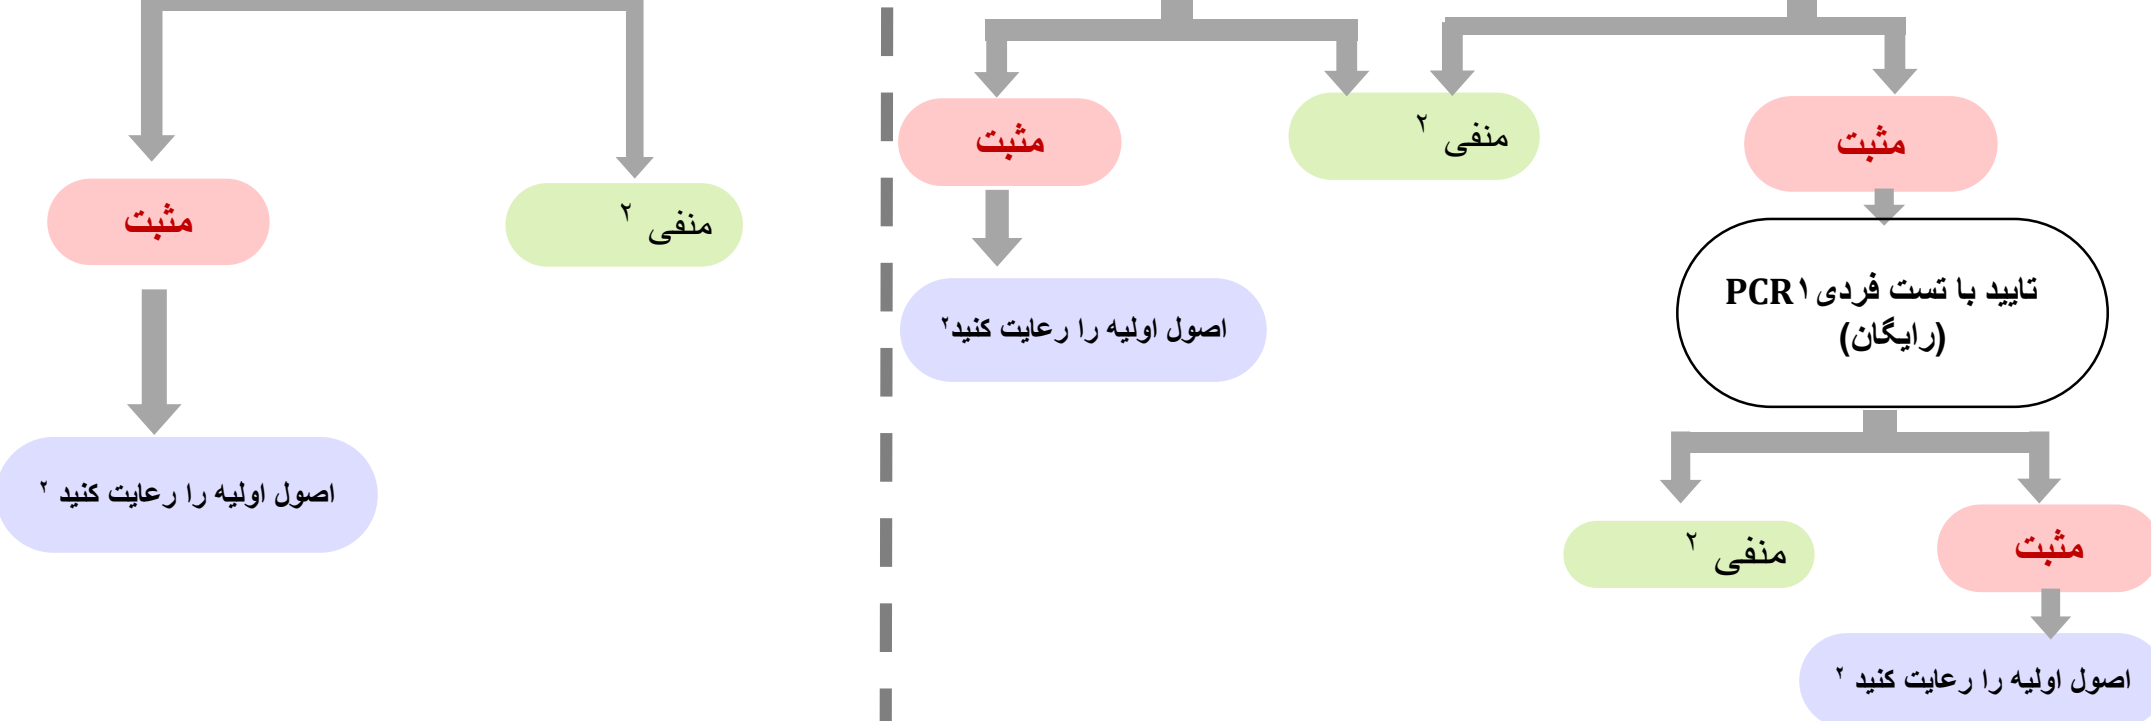 مثبت
منفی ۲
مثبت
تایید با تست فردی PCR۱
(رایگان)
منفی ۲
مثبت
اصول اولیه را رعایت کنید ۲
مثبت
اصول اولیه را رعایت کنید۲
منفی ۲
مثبت
اصول اولیه را رعایت کنید ۲